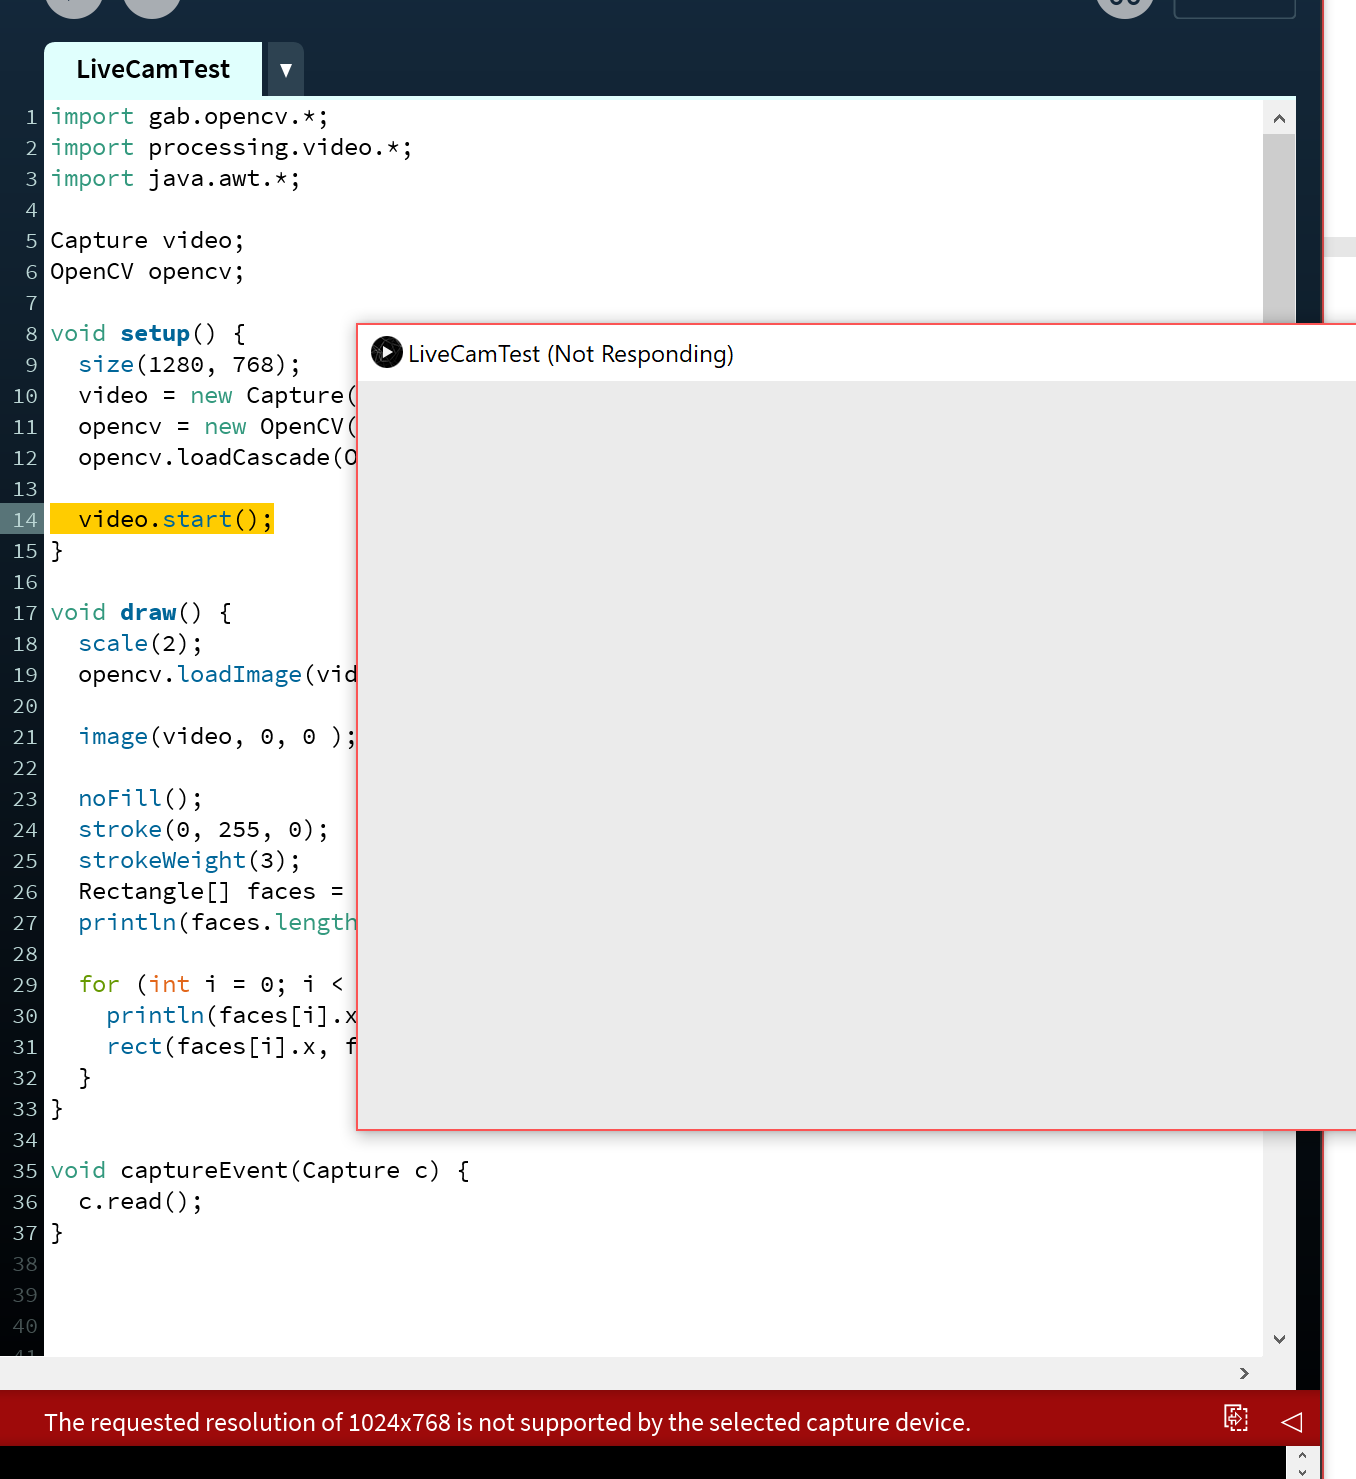 LiveCamTest ▼
1 import gab.opencv.*;
2 import processing.video.*;
3 import java.awt.*;
4
5 Capture video;
6 OpenCV opencv;
7
8 void setup() {
LiveCamTest (Not Responding)
9 size(1280, 768);
10 video = new Capture(
11 opencv = new OpenCV(
12 opencv.loadCascade(O
13
14 video.start();
15 }
16
17 void draw() {
18 scale(2);
19 opencv.loadImage(vid
20
21 image(video, 0, 0 );
22
23 noFill();
24 stroke(0, 255, 0);
25 strokeWeight(3);
26 Rectangle[] faces =
27 println(faces.length
28
29 for (int i = 0; i <
30 println(faces[i].x
31 rect(faces[i].x, f
32 }
33 }
34
35 void captureEvent(Capture c) {
36 c.read();
37 }
38
39
40
41
The requested resolution of 1024x768 is not supported by the selected capture device.